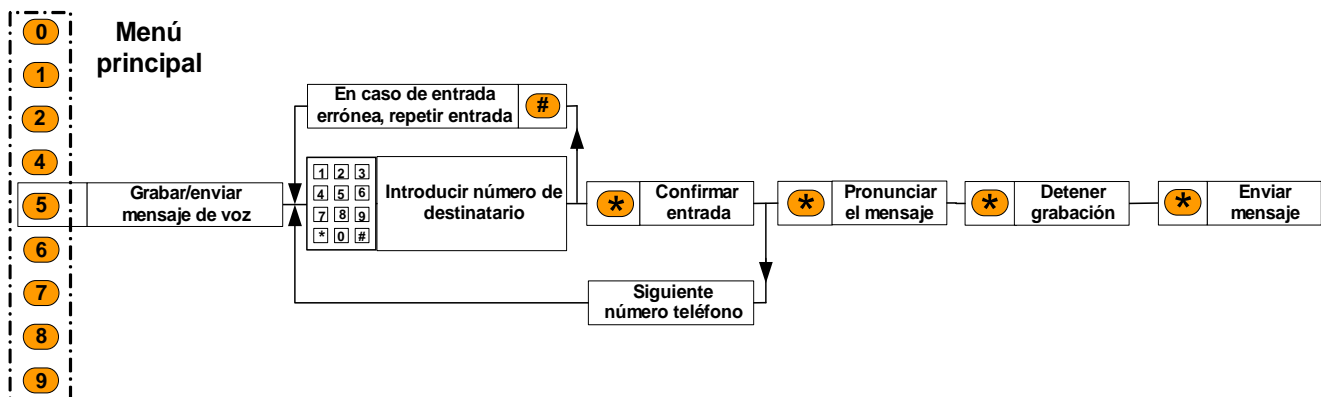 0
Menú
principal
1
2
4
5
6
7
8
9
Grabar/enviar
mensaje de voz
En caso de entrada
errónea, repetir entrada
#
1 2 3
4 5 6
7 8 9
* 0 #
Introducir número de
destinatario
* Confirmar
entrada
Siguiente
número teléfono
* Pronunciar
el mensaje
* Detener
grabación
* Enviar
mensaje